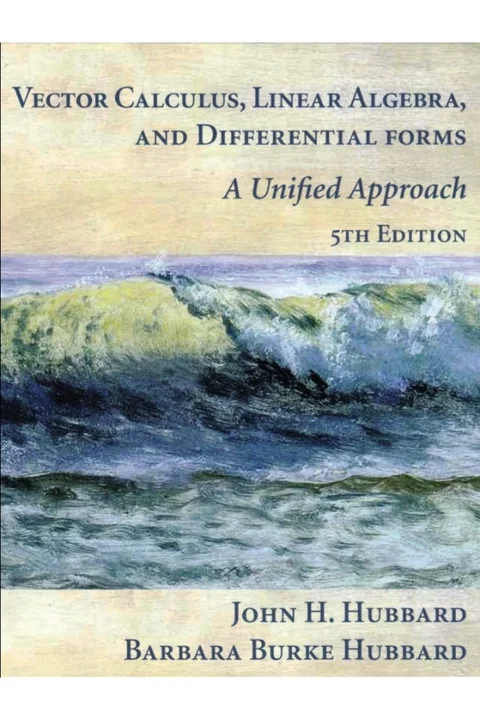 Vector Calculus, Linear Algebra,
and Differential forms
A Unified Approach
5th Edition
John H. Hubbard
Barbara Burke Hubbard